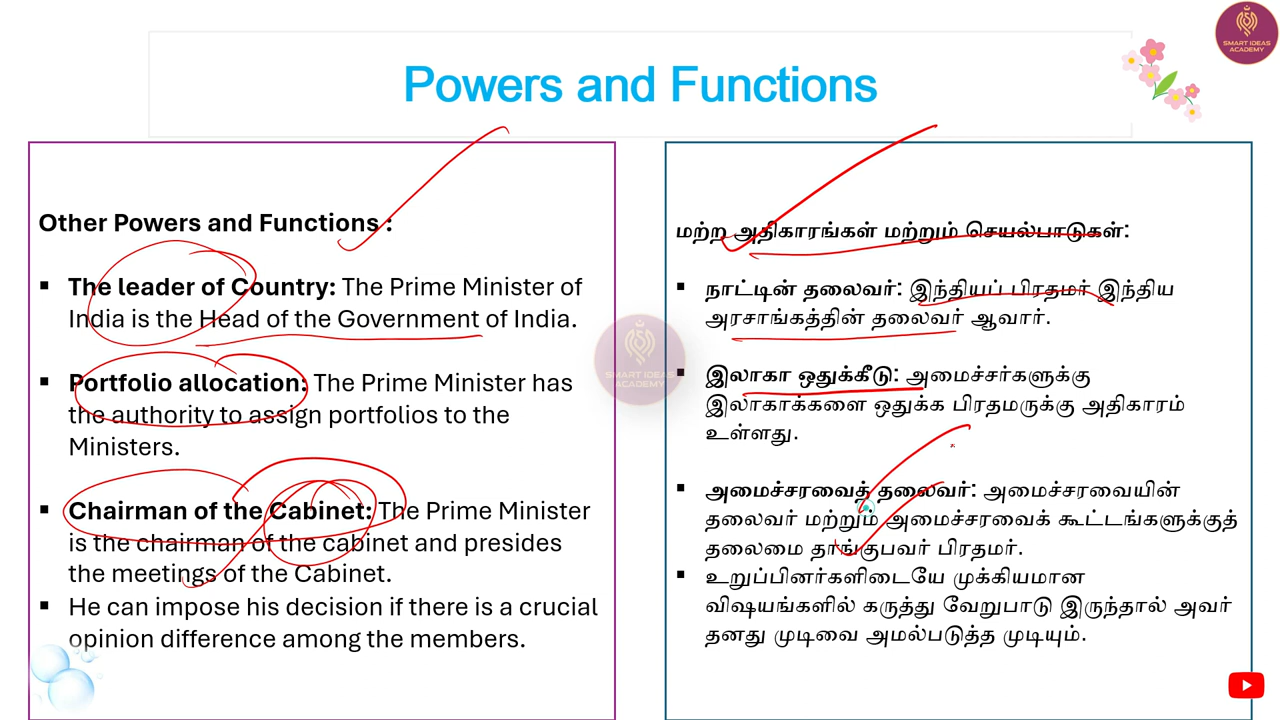 SMART IDEAS
ACADEMY
Powers and Functions
Other Powers and Functions :
▪ The leader of Country: The Prime Minister of
India is the Head of the Government of India.
▪ Portfolio allocation: The Prime Minister has
the authority to assign portfolios to the
Ministers.
▪ Chairman of the Cabinet: The Prime Minister
is the chairman of the cabinet and presides
the meetings of the Cabinet.
▪ He can impose his decision if there is a crucial
opinion difference among the members.
மற்ற அதிகாரங்கள் மற்றும் செயல்பாடுகள்:
▪ நாட்டின் தலைவர்: இந்தியப் பிரதமர் இந்திய
அரசாங்கத்தின் தலைவர் ஆவார்.
▪ இலாகா ஒதுக்கீடு: அமைச்சர்களுக்கு
இலாகாக்களை ஒதுக்க பிரதமருக்கு அதிகாரம்
உள்ளது.
▪ அமைச்சரவைத் தலைவர்: அமைச்சரவையின்
தலைவர் மற்றும் அமைச்சரவைக் கூட்டங்களுக்குத்
தலைமை தாங்குபவர் பிரதமர்.
▪ உறுப்பினர்களிடையே முக்கியமான
விஷயங்களில் கருத்து வேறுபாடு இருந்தால் அவர்
தனது முடிவை அமல்படுத்த முடியும்.
SMART IDEAS
ACADEMY